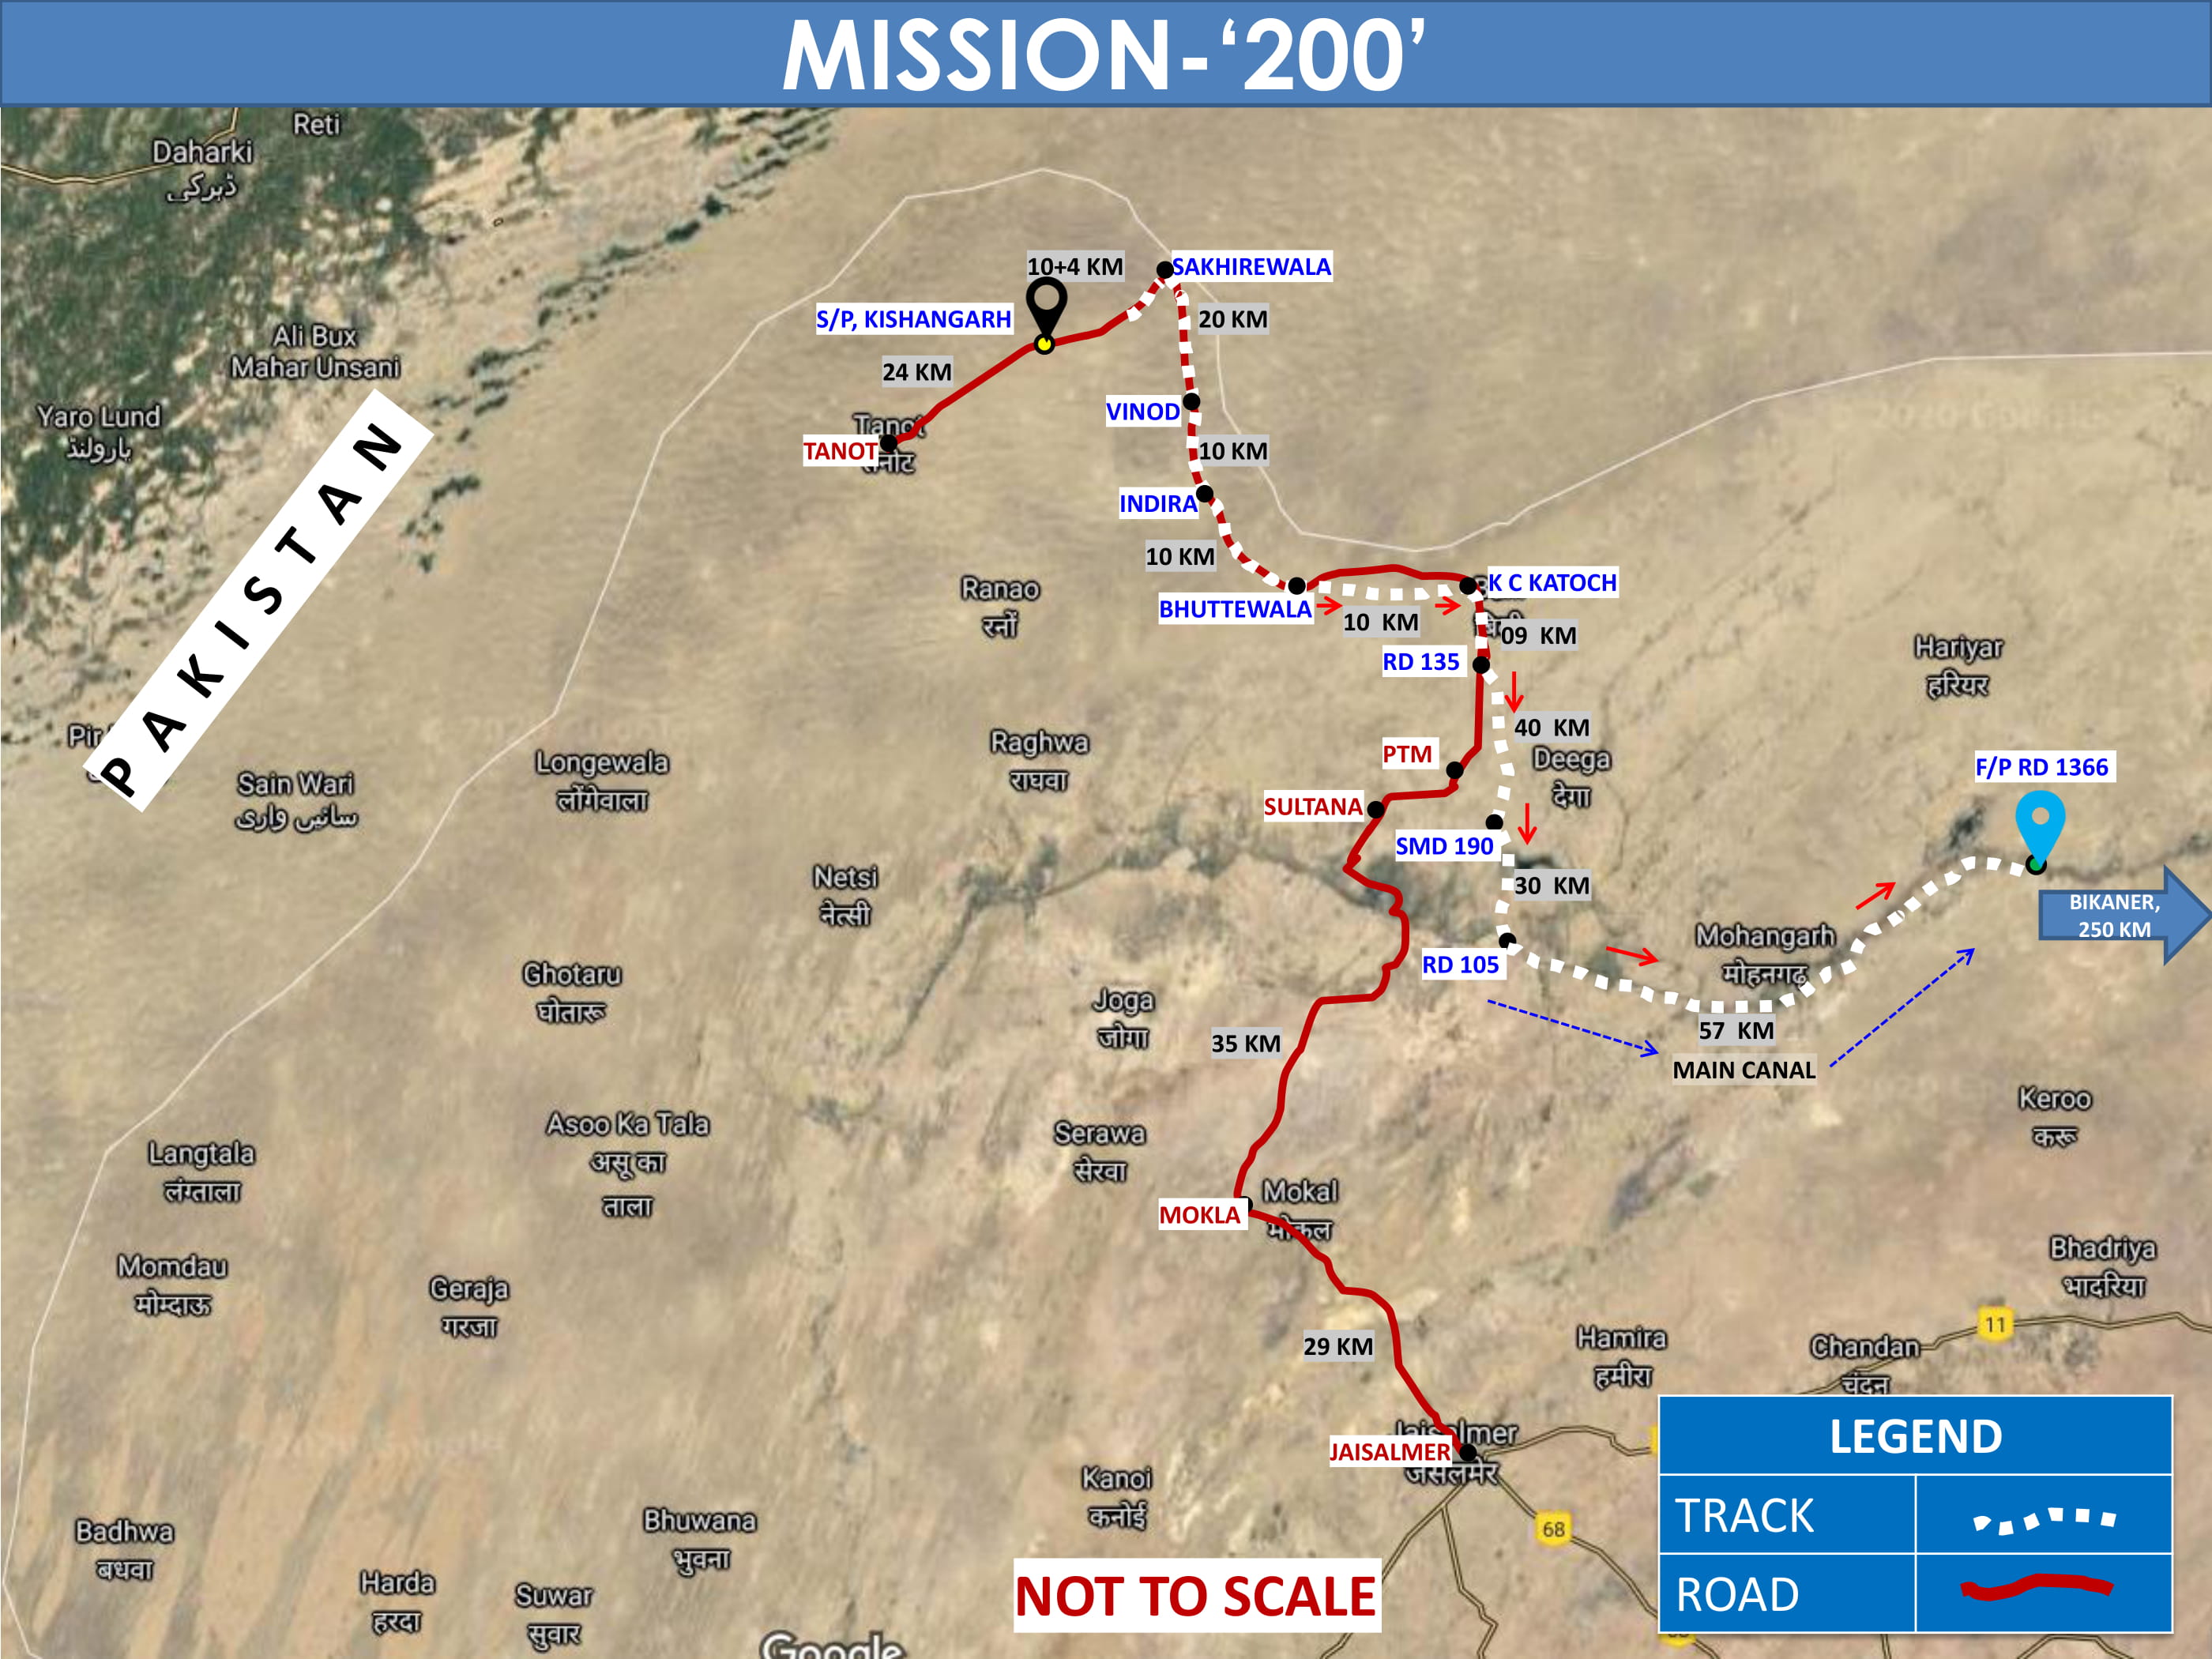 MISSION-‘200’
Reti
Daharki
ڈہرکی
10+4 KM
SAKHIREWALA
S/P, KISHANGARH
20 KM
Ali Bux
Mahar Unsani
24 KM
Yaro Lund
یارولنڈ
VINOD
Tanot
TANOT
10 KM
INDIRA
PAKISTAN
10 KM
Ranao
रनों
BHUTTEWALA
K C KATOCH
10 KM
09 KM
RD 135
Hariyar
हरियर
40 KM
Raghwa
राघवा
PTM
Deega
देगा
Longewala
लोंगेवाला
Sain Wari
سائیں واری
SULTANA
F/P RD 1366
SMD 190
Netsi
नेत्सी
30 KM
BIKANER,
250 KM
Mohangarh
मोहनगढ़
RD 105
Ghotaru
घोतारू
Joga
जोगा
35 KM
57 KM
MAIN CANAL
Keroo
करू
Asoo Ka Tala
असू का
ताला
Serawa
सेरवा
Langtala
लंग्ताला
Mokal
मोकल
MOKLA
Bhadriya
भादरिया
Momdau
मोम्दाऊ
Geraja
गरजा
11
29 KM
Hamira
हमीरा
Chandan
चंदन
Jaisalmer
JAISALMER
जैसलमेर
Kanoi
कनोई
68
Badhwa
बधवा
Bhuwana
भुवना
Harda
हरदा
Suwar
सुवार
NOT TO SCALE
Google
LEGEND
TRACK
ROAD